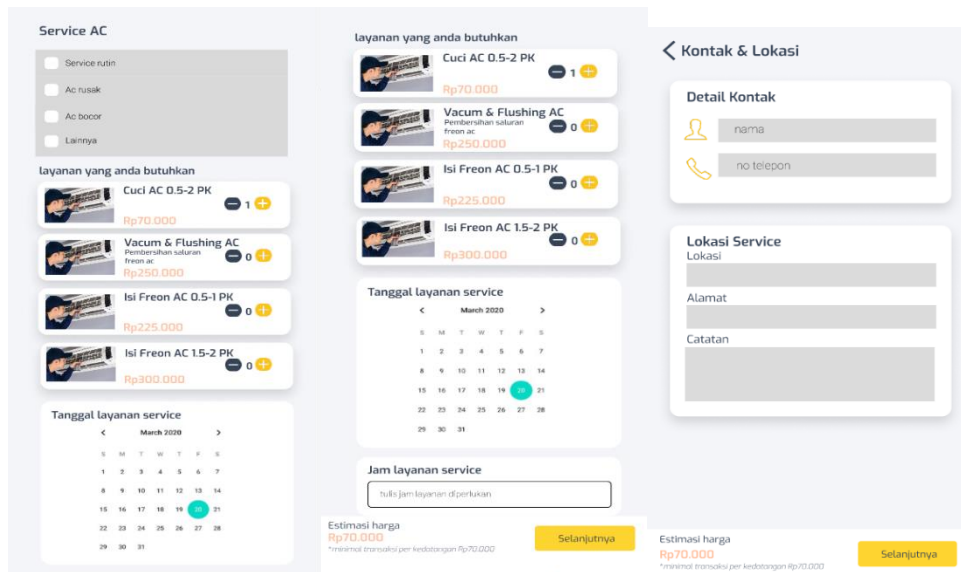 Service AC
Service rutin
Ac rusak
Ac bocor
Lainnya
layanan yang anda butuhkan
Cuci AC 0.5-2 PK
1
Rp70.000
Vacum & Flushing AC
Pembersihan saluran
freon ac
0
Rp250.000
Isi Freon AC 0.5-1 PK
0
Rp225.000
Isi Freon AC 1.5-2 PK
0
Rp300.000
Tanggal layanan service
March 2020
S M T W T F S
1 2 3 4 5 6 7
8 9 10 11 12 13 14
15 16 17 18 19 20 21
22 23 24 25 26 27 28
29 30 31
layanan yang anda butuhkan
Cuci AC 0.5-2 PK
1
Rp70.000
Vacum & Flushing AC
Pembersihan saluran
freon ac
0
Rp250.000
Isi Freon AC 0.5-1 PK
0
Rp225.000
Isi Freon AC 1.5-2 PK
0
Rp300.000
Tanggal layanan service
March 2020
S M T W T F S
1 2 3 4 5 6 7
8 9 10 11 12 13 14
15 16 17 18 19 20 21
22 23 24 25 26 27 28
29 30 31
Jam layanan service
tulis jam layanan diperlukan
Estimasi harga
Rp70.000
*minimal transaksi per kedatangan Rp70.000
Selanjutnya
Kontak & Lokasi
Detail Kontak
nama
no telepon
Lokasi Service
Lokasi
Alamat
Catatan
Estimasi harga
Rp70.000
*minimal transaksi per kedatangan Rp70.000
Selanjutnya